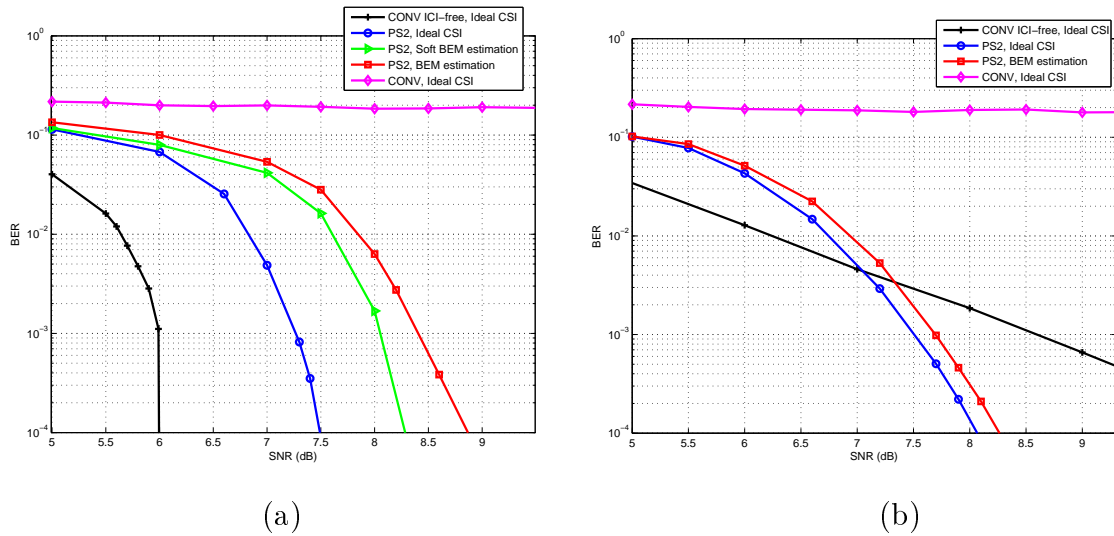 CONV ICI−free, Ideal CSI
PS2, Ideal CSI
PS2, Soft BEM estimation
PS2, BEM estimation
CONV, Ideal CSI
10^0
10^−1
10^−2
10^−3
10^−4
BER
5 5.5 6 6.5 7 7.5 8 8.5 9
SNR (dB)
(a)
CONV ICI−free, Ideal CSI
PS2, Ideal CSI
PS2, BEM estimation
CONV, Ideal CSI
10^0
10^−1
10^−2
10^−3
10^−4
BER
5 5.5 6 6.5 7 7.5 8 8.5 9
SNR (dB)
(b)